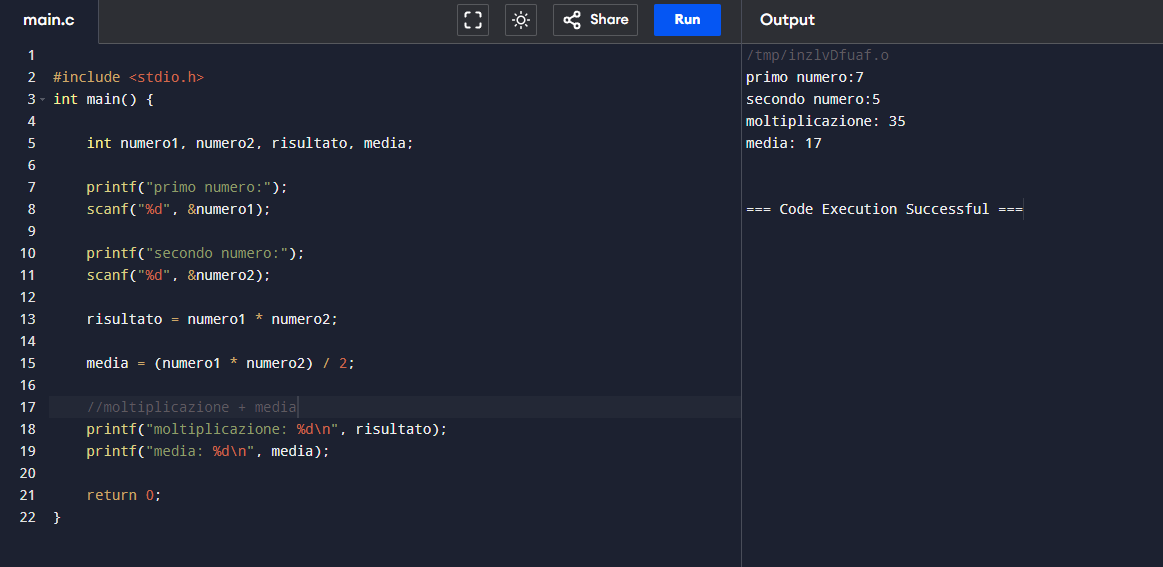 main.c
Share
Run
Output
1
2 #include <stdio.h>
3 int main() {
4
5     int numero1, numero2, risultato, media;
6
7     printf("primo numero:");
8     scanf("%d", &numero1);
9
10     printf("secondo numero:");
11     scanf("%d", &numero2);
12
13     risultato = numero1 * numero2;
14
15     media = (numero1 * numero2) / 2;
16
17     //moltiplicazione + media
18     printf("moltiplicazione: %d\n", risultato);
19     printf("media: %d\n", media);
20
21     return 0;
22 }
/tmp/inzlvDfuaf.o
primo numero:7
secondo numero:5
moltiplicazione: 35
media: 17
=== Code Execution Successful ===